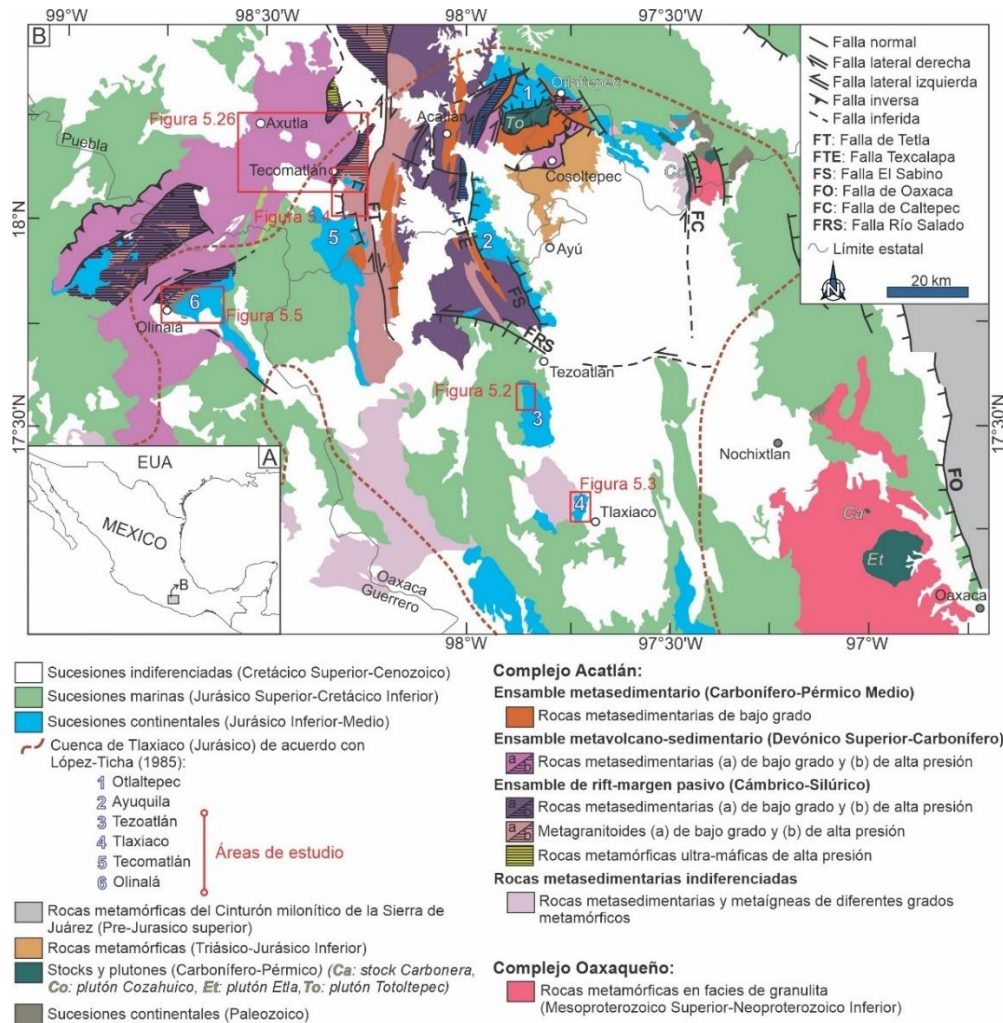 99°W
98°30'W
98°W
97°30'W
B
Figura 5.26
Axutla
Puebla
Tecomatlán
Figura 5.4
18°N
5
FT
6
Olinalá
Figura 5.5
Acatlán
1
Otlaltepec
To
Cosoltepec
Co
FC
2
FTE
Ayú
FS
FRS
Tezoatlán
Figura 5.2
3
17°30'N
Figura 5.3
4
Tlaxiaco
Nochixtlan
17°30'N
FO
Ca
Et
Oaxaca
Oaxaca
Guerrero
98°W
97°30'W
97°W
A
EUA
MEXICO
B
Falla normal
Falla lateral derecha
Falla lateral izquierda
Falla inversa
Falla inferida
FT: Falla de Tetla
FTE: Falla Texcalapa
FS: Falla El Sabino
FO: Falla de Oaxaca
FC: Falla de Caltepec
FRS: Falla Río Salado
Límite estatal
N
20 km
Sucesiones indiferenciadas (Cretácico Superior-Cenozoico)
Sucesiones marinas (Jurásico Superior-Cretácico Inferior)
Sucesiones continentales (Jurásico Inferior-Medio)
Cuenca de Tlaxiaco (Jurásico) de acuerdo con
López-Ticha (1985):
1 Otlaltepec
2 Ayuquila
3 Tezoatlán
4 Tlaxiaco
5 Tecomatlán
6 Olinalá
Áreas de estudio
Rocas metamórficas del Cinturón milonítico de la Sierra de
Juárez (Pre-Jurasico superior)
Rocas metamórficas (Triásico-Jurásico Inferior)
Stocks y plutones (Carbonífero-Pérmico) (Ca: stock Carbonera,
Co: plutón Cozahuico, Et: plutón Etla, To: plutón Totoltepec)
Sucesiones continentales (Paleozoico)
Complejo Acatlán:
Ensamble metasedimentario (Carbonífero-Pérmico Medio)
Rocas metasedimentarias de bajo grado
Ensamble metavolcano-sedimentario (Devónico Superior-Carbonífero)
a b Rocas metasedimentarias (a) de bajo grado y (b) de alta presión
Ensamble de rift-margen pasivo (Cámbrico-Silúrico)
a b Rocas metasedimentarias (a) de bajo grado y (b) de alta presión
a b Metagranitoides (a) de bajo grado y (b) de alta presión
Rocas metamórficas ultra-máficas de alta presión
Rocas metasedimentarias indiferenciadas
Rocas metasedimentarias y metaígneas de diferentes grados
metamórficos
Complejo Oaxaqueño:
Rocas metamórficas en facies de granulita
(Mesoproterozoico Superior-Neoproterozoico Inferior)